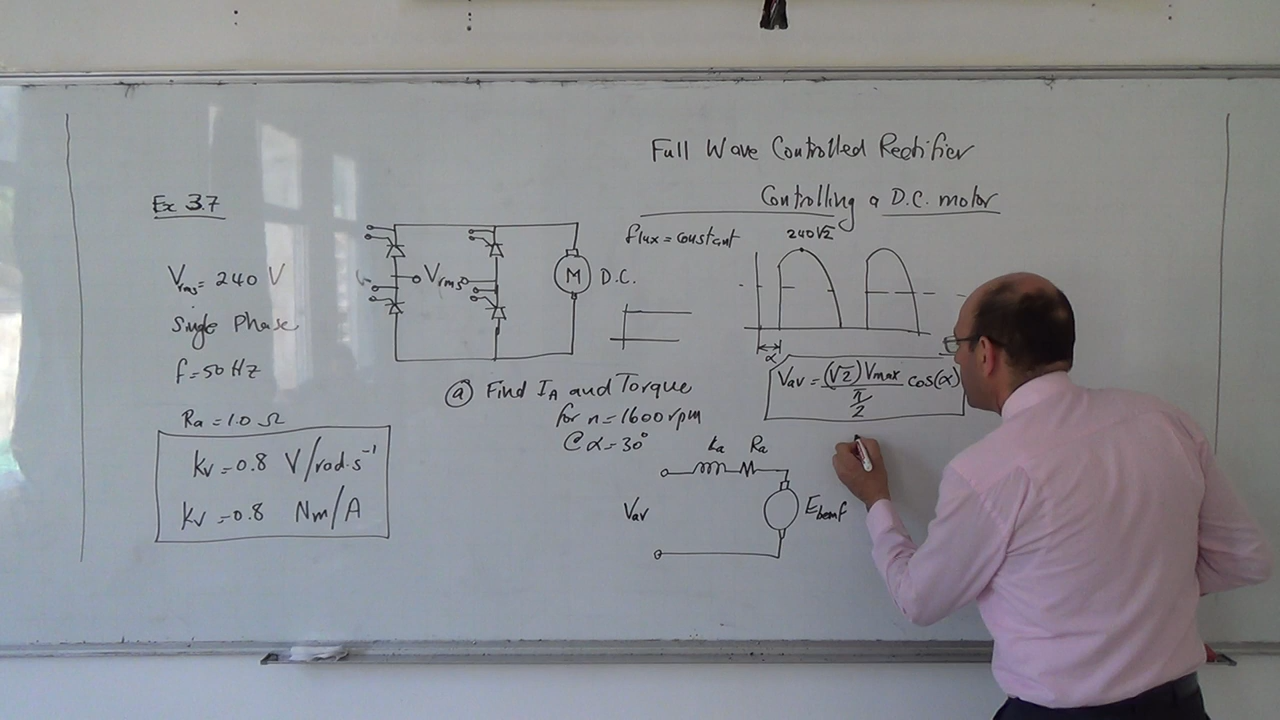 Full Wave Controlled Rectifier
Controlling a D.C. motor
Ex 3.7
Vrms = 240 V
Single Phase
f = 50 Hz
Ra = 1.0 Ω
Kv = 0.8 V/rad·s⁻¹
Kv = 0.8 Nm/A
Vrms
M
D.C.
flux = constant
240√2
α
Vav = (√2) Vmax / (π/2) cos(α)
(a) Find IA and Torque
for n = 1600 rpm
@ α = 30°
La Ra
Vav
Ebemf